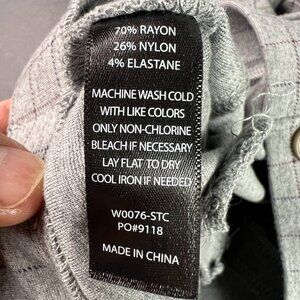 70% RAYON
26% NYLON
4% ELASTANE
MACHINE WASH COLD
WITH LIKE COLORS
ONLY NON-CHLORINE
BLEACH IF NECESSARY
LAY FLAT TO DRY
COOL IRON IF NEEDED
W0076-STC
PO#9118
MADE IN CHINA